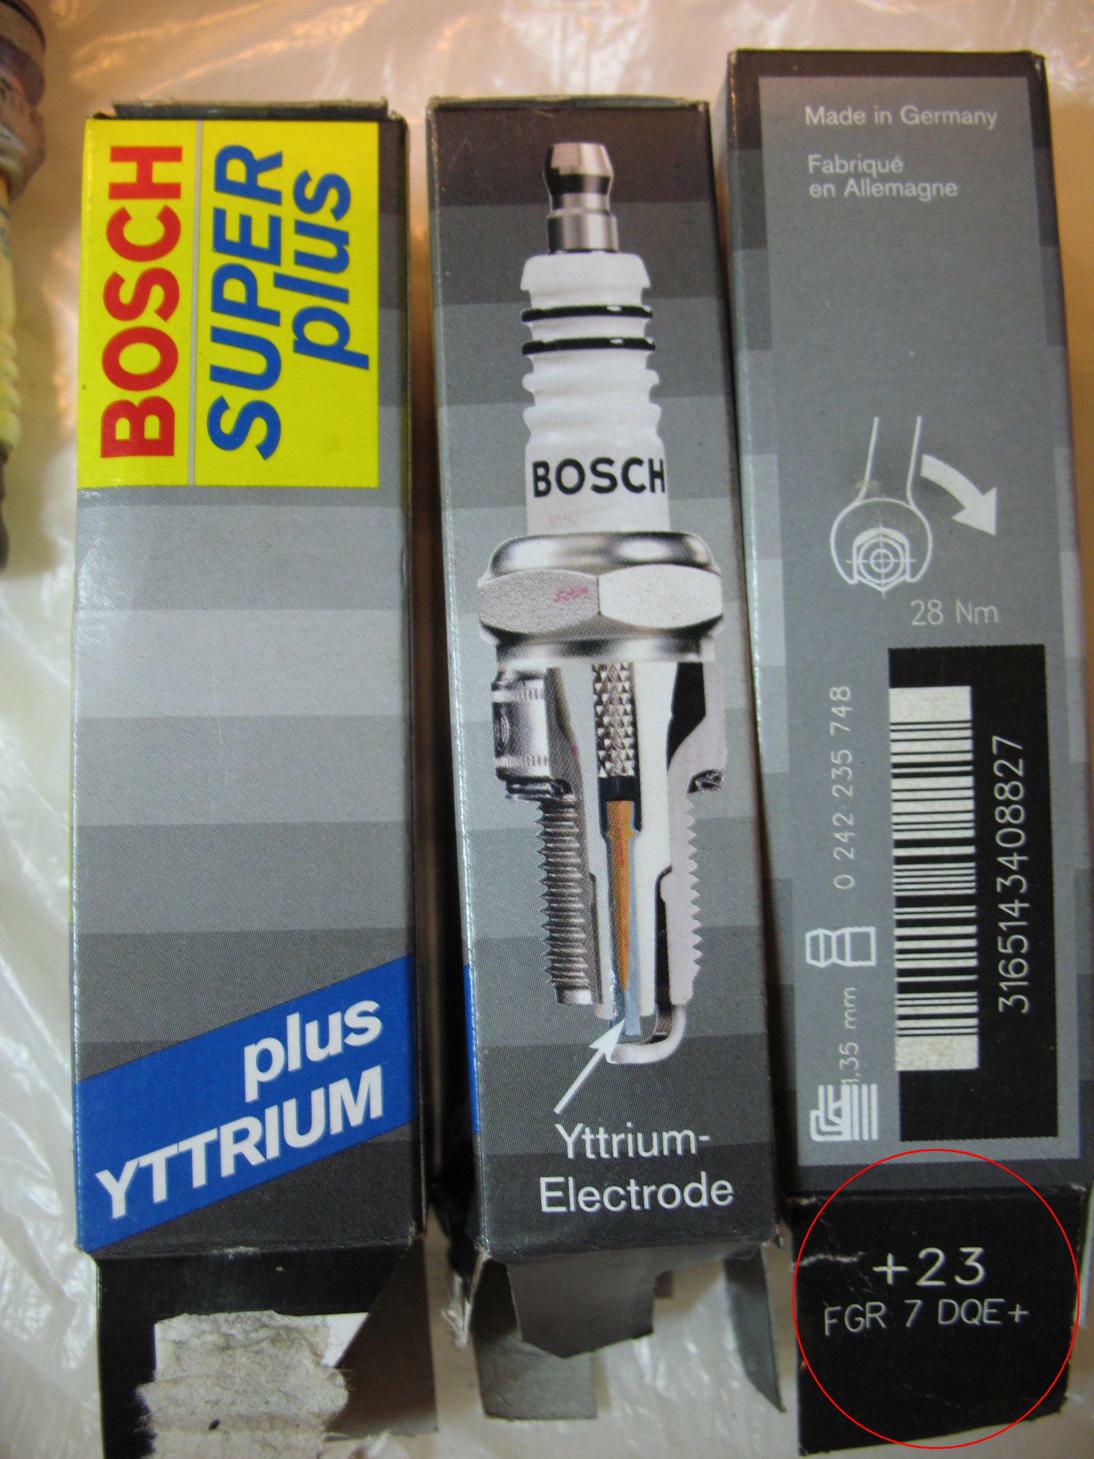 BOSCH
SUPER
plus
plus
YTTRIUM
BOSCH
Yttrium-
Electrode
Made in Germany
Fabriqué
en Allemagne
28 Nm
0 242 235 748
1,35 mm
3165143408827
+23
FGR 7 DQE+